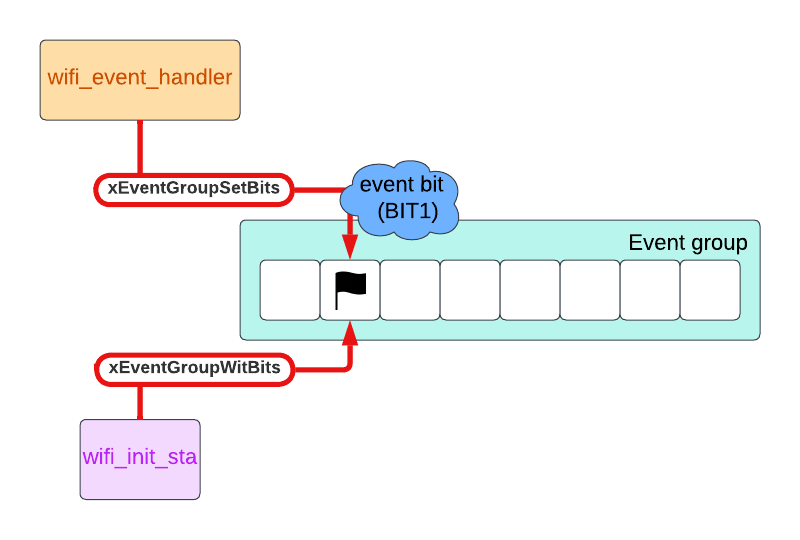 wifi_event_handler
xEventGroupSetBits
event bit
(BIT1)
Event group
xEventGroupWitBits
wifi_init_sta